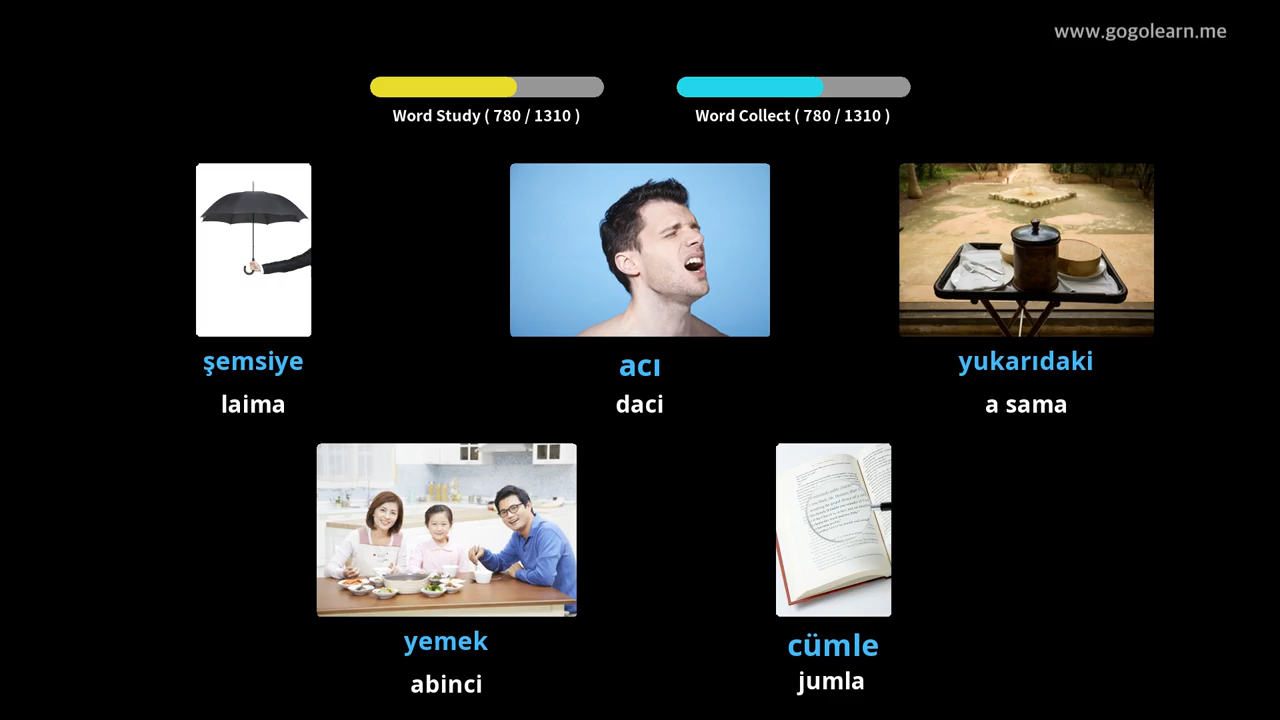 www.gogolearn.me
Word Study ( 780 / 1310 )
Word Collect ( 780 / 1310 )
şemsiye
laima
acı
daci
yukarıdaki
a sama
yemek
abinci
cümle
jumla